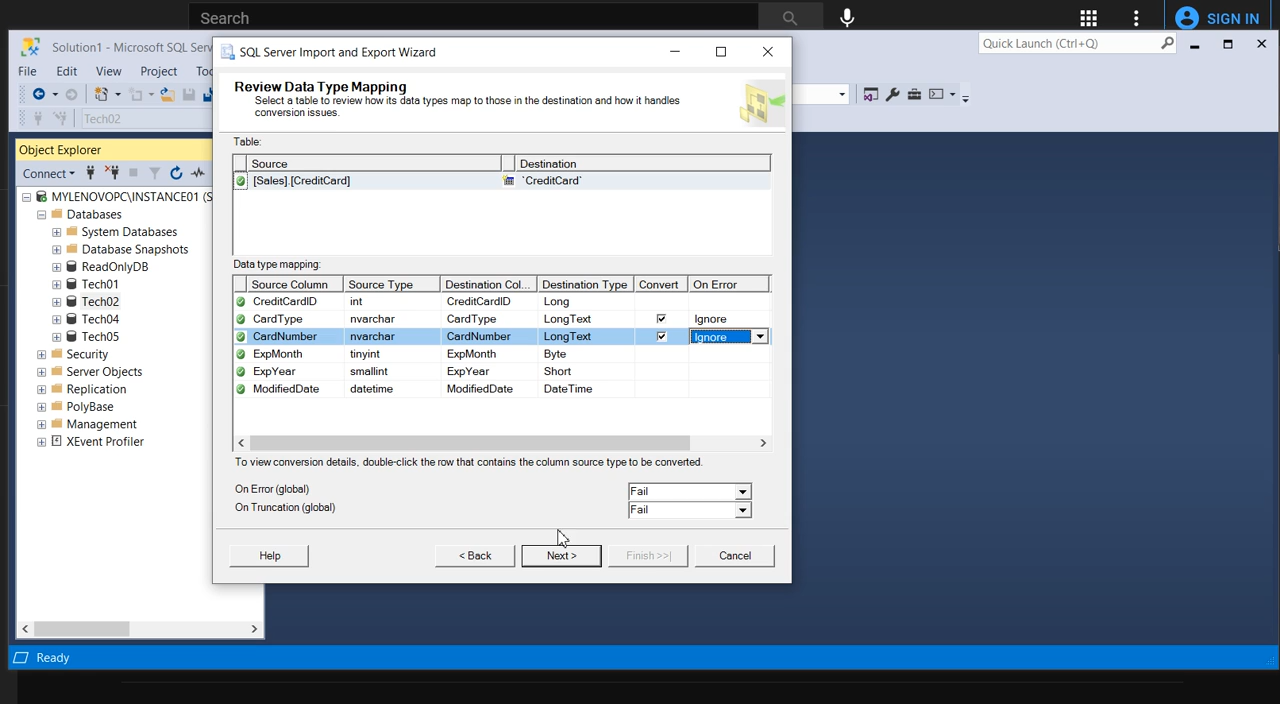 Search
SIGN IN
Solution1 - Microsoft SQL Serv
Quick Launch (Ctrl+Q)
File Edit View Project Too
Tech02
Object Explorer
Connect
MYLENOVOPC\INSTANCE01 (S
Databases
System Databases
Database Snapshots
ReadOnlyDB
Tech01
Tech02
Tech04
Tech05
Security
Server Objects
Replication
PolyBase
Management
XEvent Profiler
SQL Server Import and Export Wizard
Review Data Type Mapping
Select a table to review how its data types map to those in the destination and how it handles
conversion issues.
Table:
Source Destination
[Sales].[CreditCard] `CreditCard`
Data type mapping:
Source Column Source Type Destination Col... Destination Type Convert On Error
CreditCardID int CreditCardID Long
CardType nvarchar CardType LongText Ignore
CardNumber nvarchar CardNumber LongText Ignore
ExpMonth tinyint ExpMonth Byte
ExpYear smallint ExpYear Short
ModifiedDate datetime ModifiedDate DateTime
To view conversion details, double-click the row that contains the column source type to be converted.
On Error (global) Fail
On Truncation (global) Fail
Help < Back Next > Finish >>| Cancel
Ready